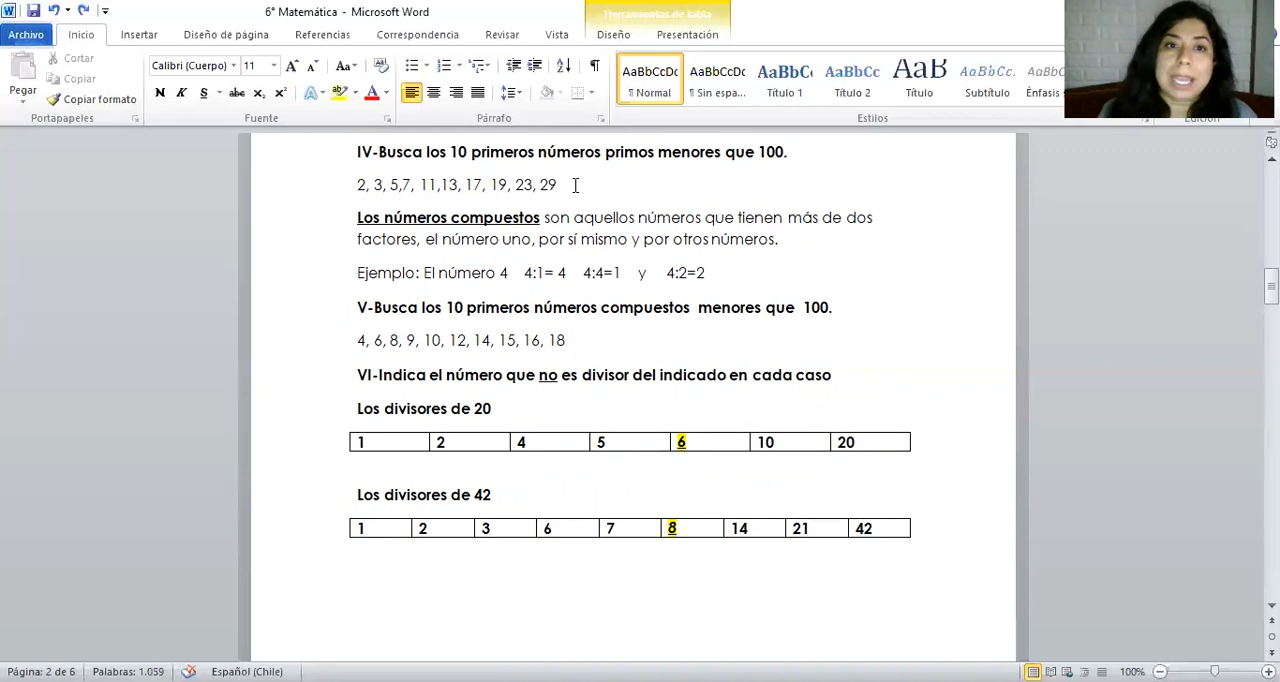 6° Matemática - Microsoft Word
Herramientas de tabla
Archivo Inicio Insertar Diseño de página Referencias Correspondencia Revisar Vista Diseño Presentación
Pegar
Cortar
Copiar
Copiar formato
Portapapeles
Calibri (Cuerpo) 11
Fuente
Párrafo
AaBbCcDc AaBbCcDc AaBbC AaBbCc AaB AaBbCc AaBbCc
¶ Normal ¶ Sin espa... Título 1 Título 2 Título Subtítulo Énfasis
Estilos
Edición
IV-Busca los 10 primeros números primos menores que 100.
2, 3, 5,7, 11,13, 17, 19, 23, 29
Los números compuestos son aquellos números que tienen más de dos
factores, el número uno, por sí mismo y por otros números.
Ejemplo: El número 4 4:1= 4 4:4=1 y 4:2=2
V-Busca los 10 primeros números compuestos menores que 100.
4, 6, 8, 9, 10, 12, 14, 15, 16, 18
VI-Indica el número que no es divisor del indicado en cada caso
Los divisores de 20
1 2 4 5 6 10 20
Los divisores de 42
1 2 3 6 7 8 14 21 42
Página: 2 de 6 Palabras: 1.059 Español (Chile) 100%